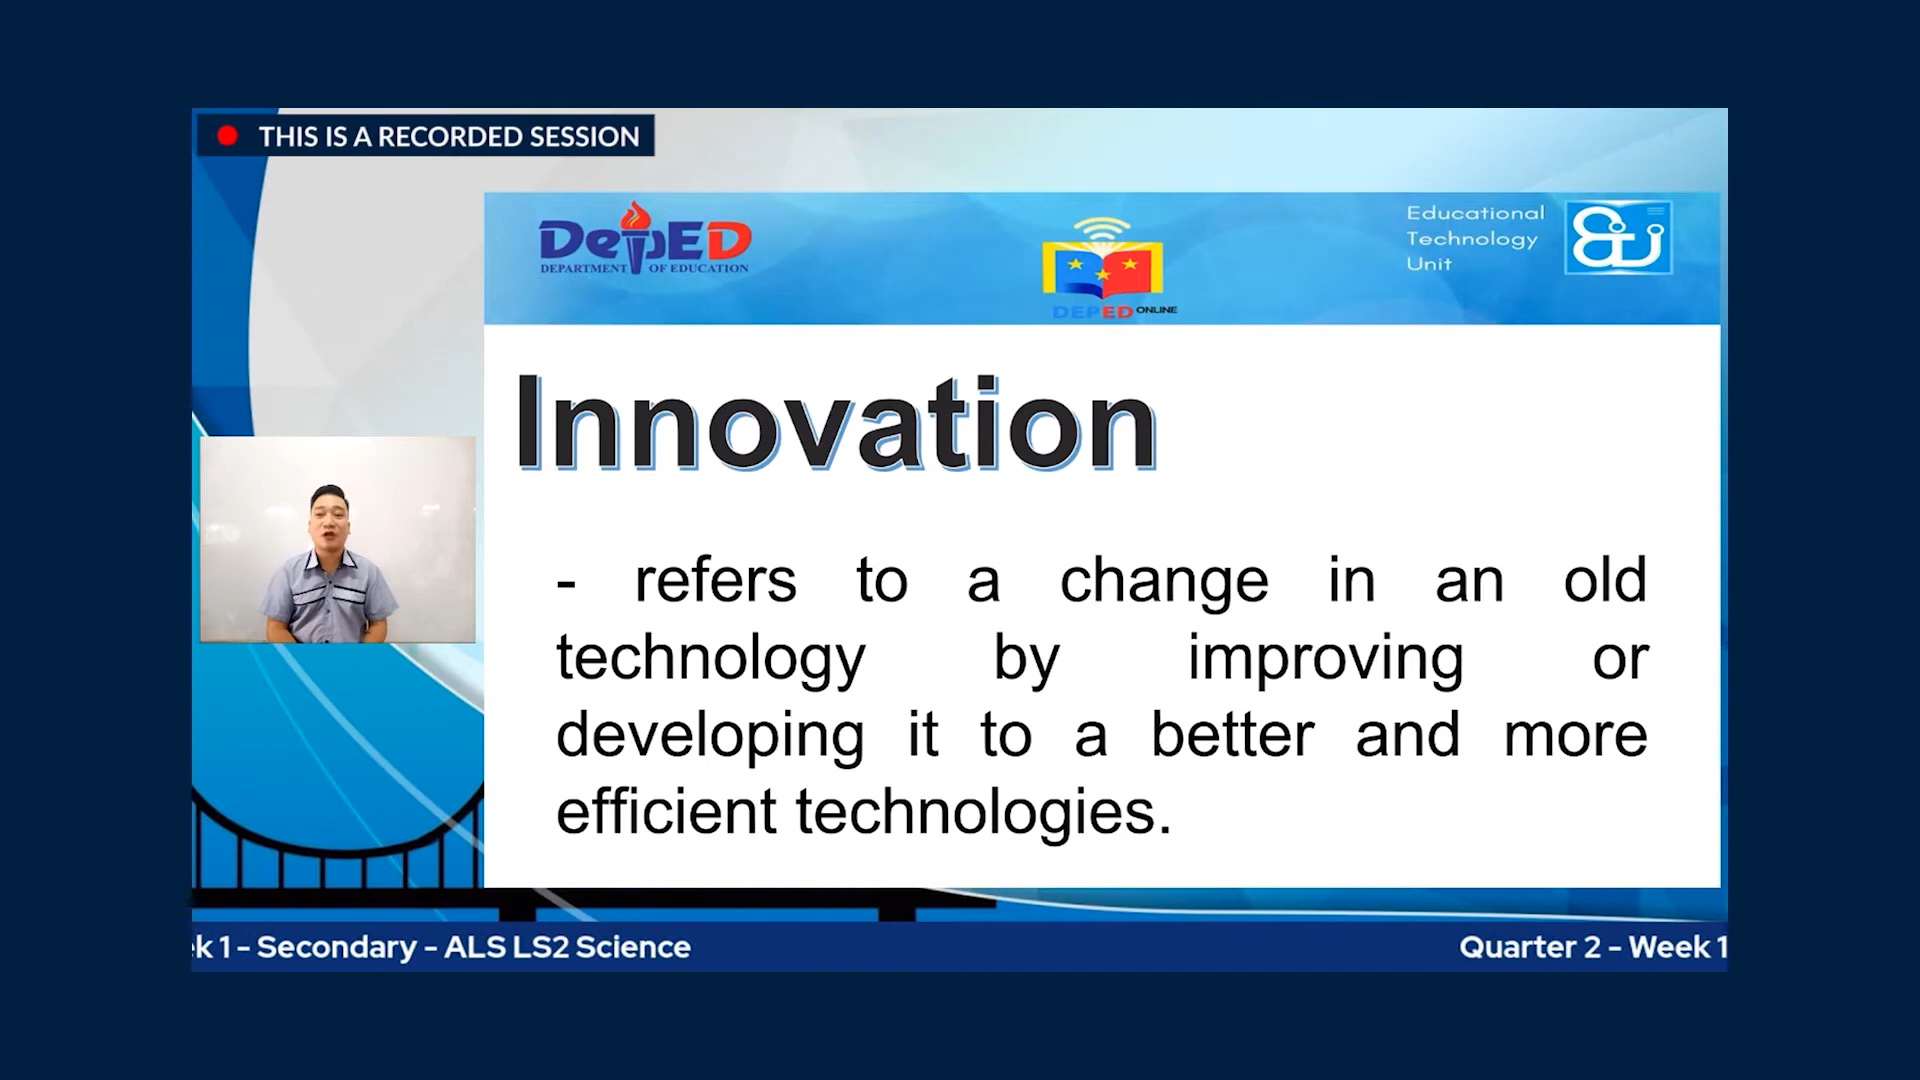 THIS IS A RECORDED SESSION
DepED
DEPARTMENT OF EDUCATION
DEPED ONLINE
Educational
Technology
Unit
Innovation
- refers to a change in an old
technology by improving or
developing it to a better and more
efficient technologies.
ek 1 - Secondary - ALS LS2 Science
Quarter 2 - Week 1